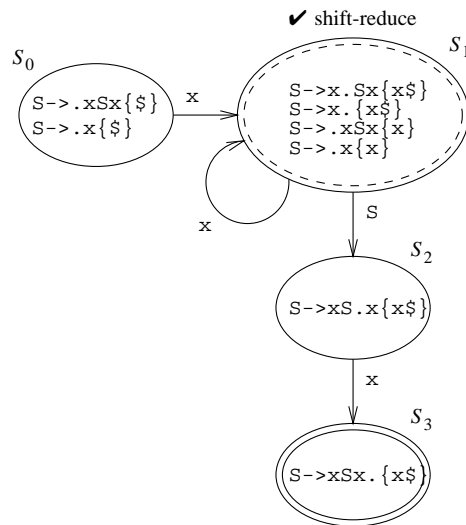 ✔ shift-reduce
S0
S1
S->.xSx{$}
S->.x{$}
x
S->x.Sx{x$}
S->x.{x$}
S->.xSx{x}
S->.x{x}
x
S
S2
S->xS.x{x$}
x
S3
S->xSx.{x$}